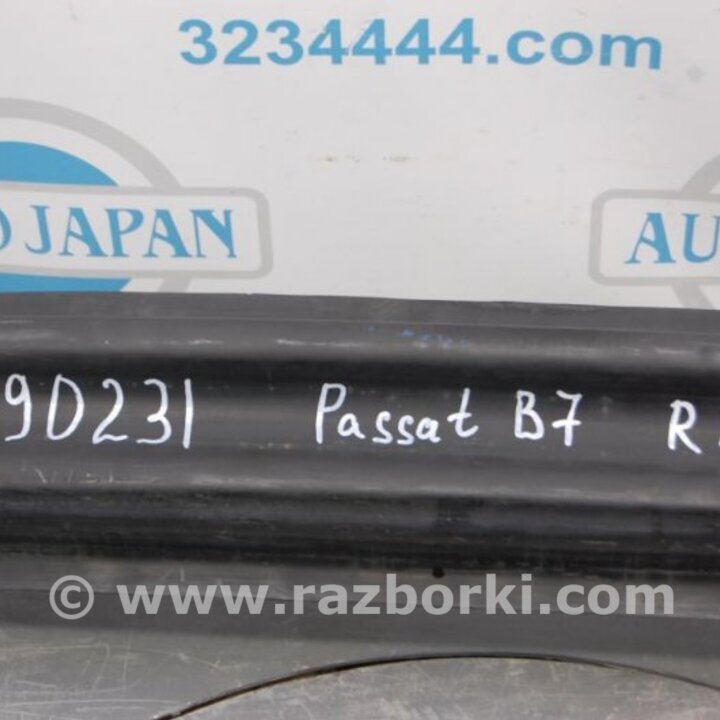 3234444.com
JAPAN
AU
9D231 Passat B7 R
© www.razborki.com